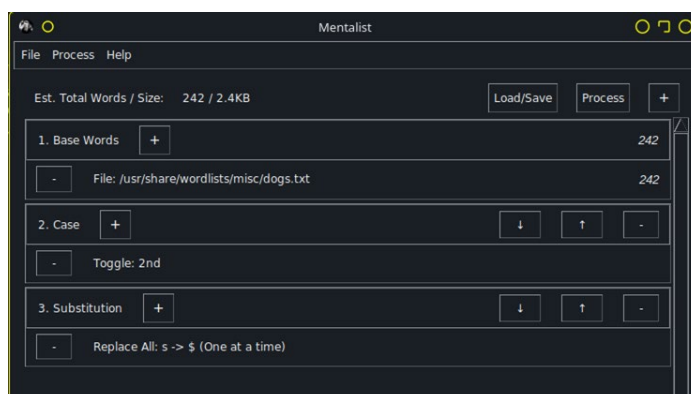 Mentalist
File Process Help
Est. Total Words / Size: 242 / 2.4KB Load/Save Process +
1. Base Words + 242
- File: /usr/share/wordlists/misc/dogs.txt 242
2. Case + ↓ ↑ -
- Toggle: 2nd
3. Substitution + ↓ ↑ -
- Replace All: s -> $ (One at a time)